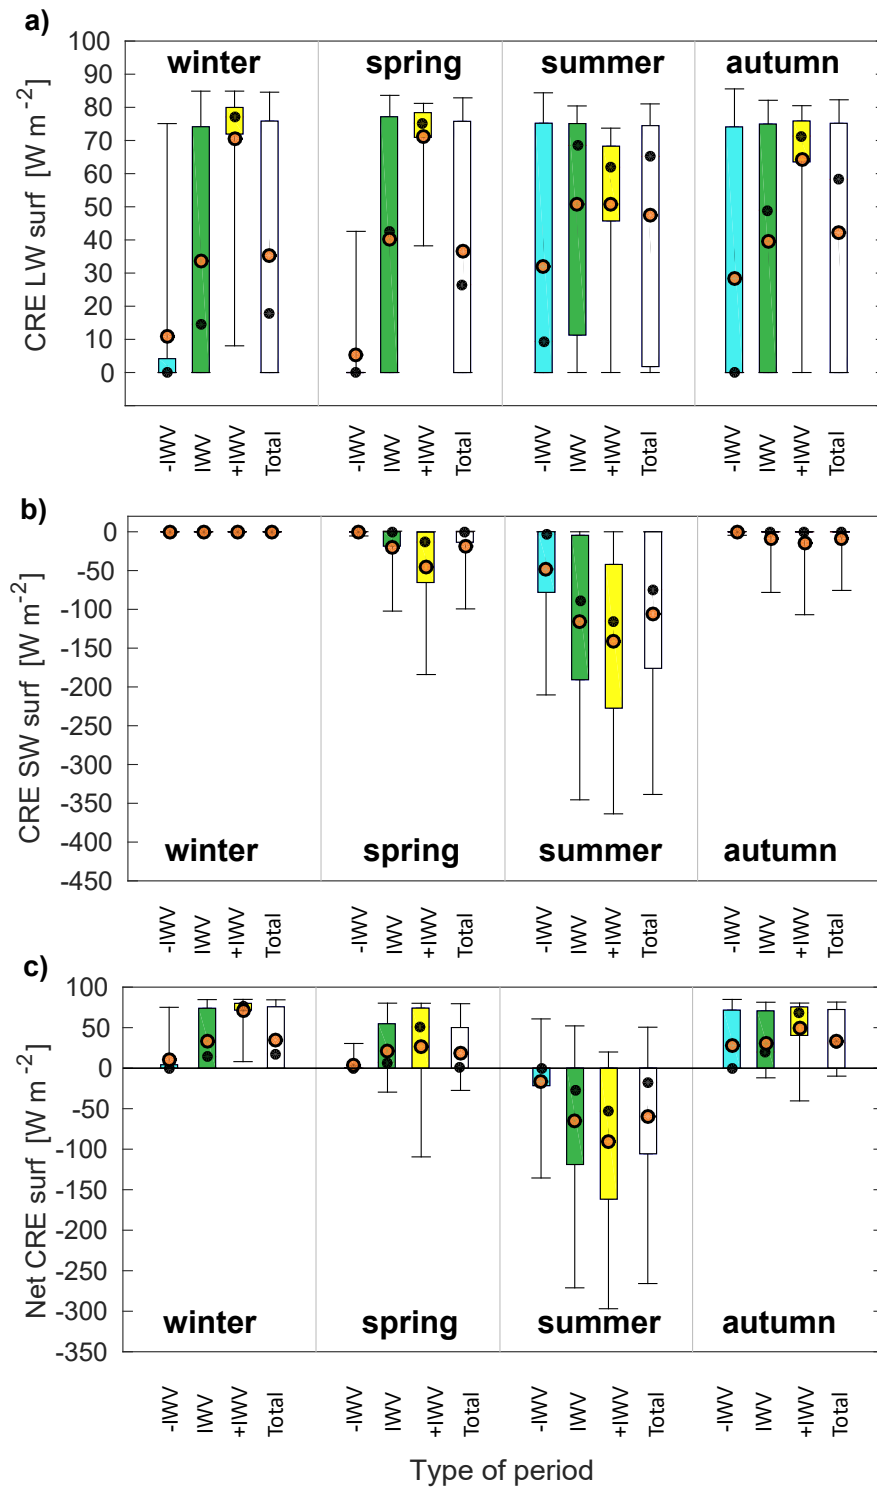 a)
100
90
80
70
60
50
40
30
20
10
0
CRE LW surf [W m-2]
winter spring summer autumn
-IWV IWV +IWV Total -IWV IWV +IWV Total -IWV IWV +IWV Total -IWV IWV +IWV Total
b)
0
-50
-100
-150
-200
-250
-300
-350
-400
-450
CRE SW surf [W m-2]
winter spring summer autumn
-IWV IWV +IWV Total -IWV IWV +IWV Total -IWV IWV +IWV Total -IWV IWV +IWV Total
c)
100
50
0
-50
-100
-150
-200
-250
-300
-350
Net CRE surf [W m-2]
winter spring summer autumn
-IWV IWV +IWV Total -IWV IWV +IWV Total -IWV IWV +IWV Total -IWV IWV +IWV Total
Type of period